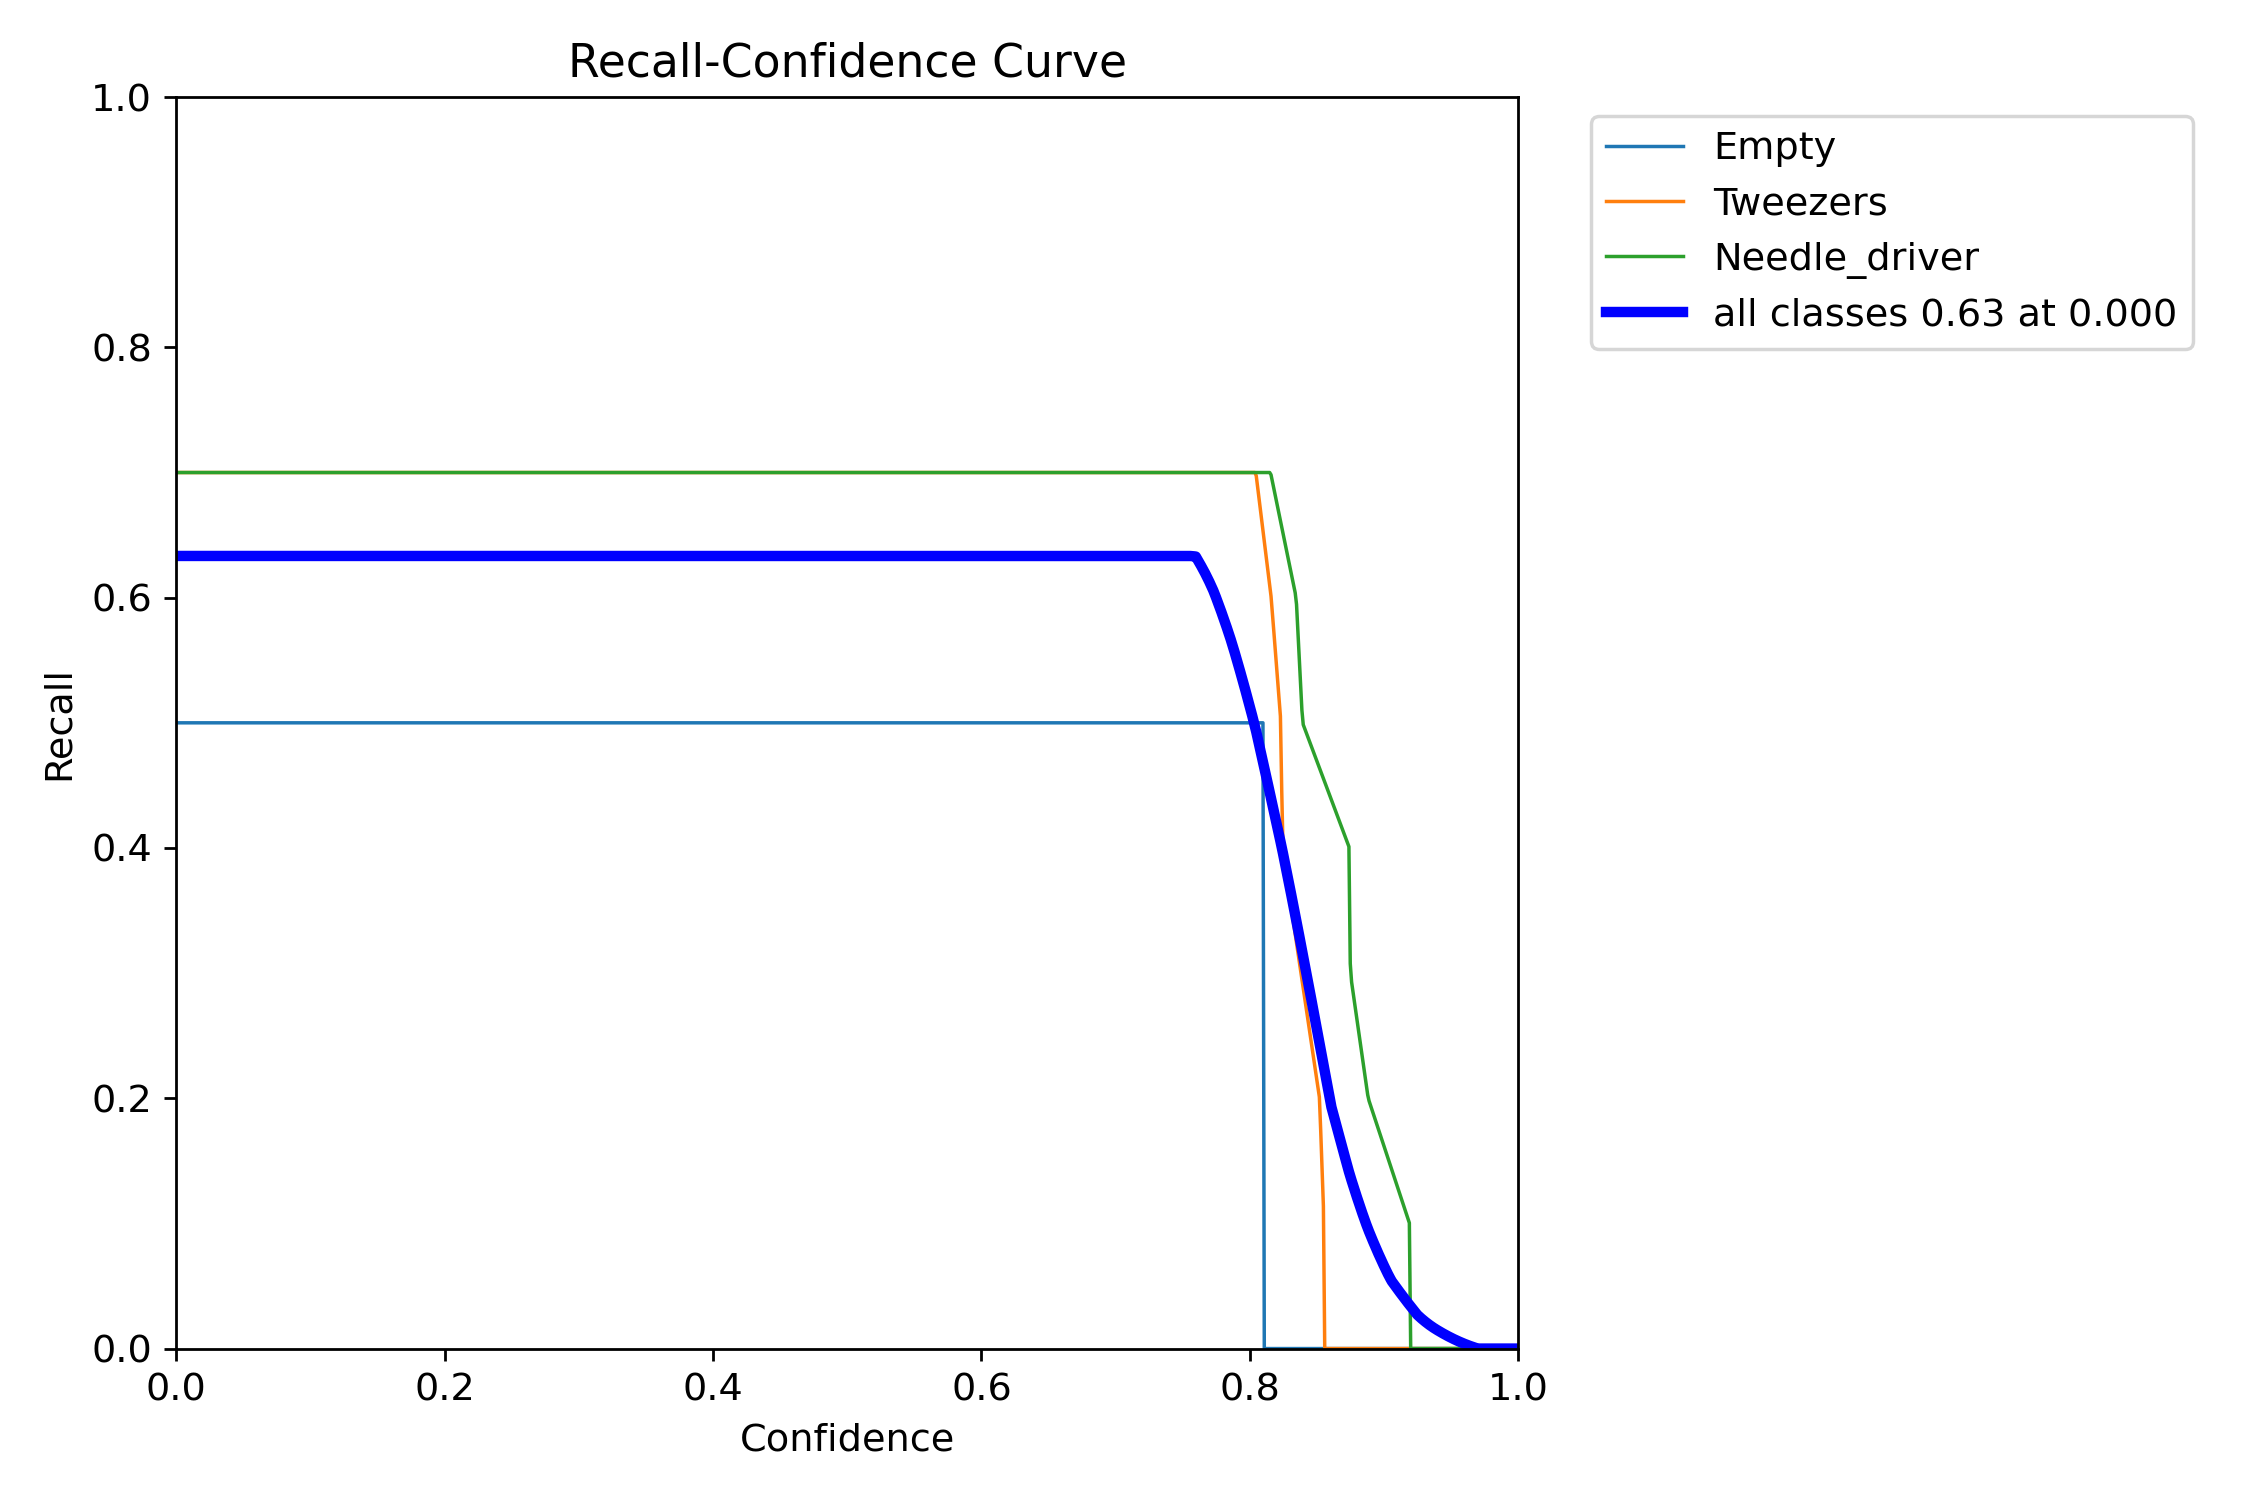 Recall-Confidence Curve
1.0
0.8
0.6
0.4
0.2
0.0
Recall
0.0 0.2 0.4 0.6 0.8 1.0
Confidence
Empty
Tweezers
Needle_driver
all classes 0.63 at 0.000